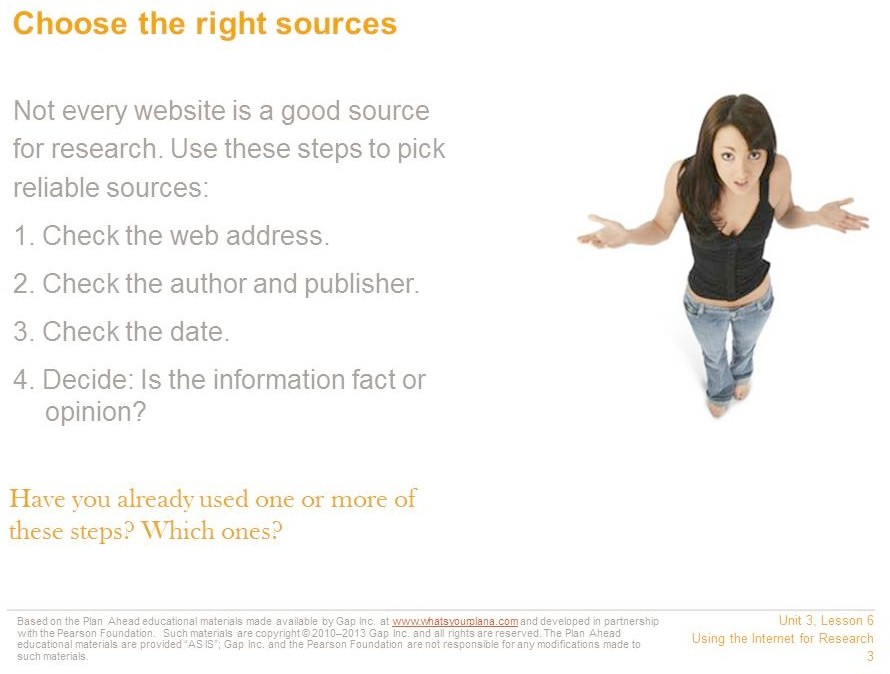 Choose the right sources
Not every website is a good source
for research. Use these steps to pick
reliable sources:
1. Check the web address.
2. Check the author and publisher.
3. Check the date.
4. Decide: Is the information fact or
opinion?
Have you already used one or more of
these steps? Which ones?
Based on the Plan Ahead educational materials made available by Gap Inc. at www.whatsyourplana.com and developed in partnership
with the Pearson Foundation. Such materials are copyright © 2010–2013 Gap Inc. and all rights are reserved. The Plan Ahead
educational materials are provided “AS IS”; Gap Inc. and the Pearson Foundation are not responsible for any modifications made to
such materials.
Unit 3, Lesson 6
Using the Internet for Research
3